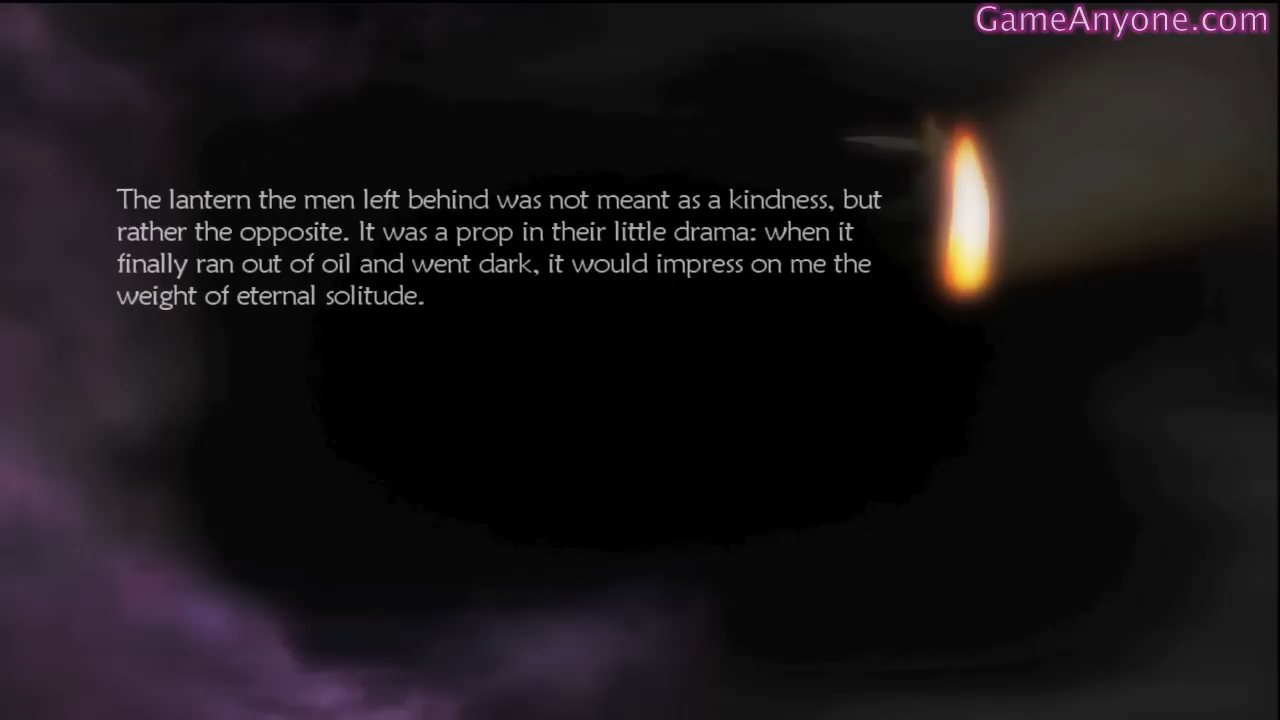 GameAnyone.com
The lantern the men left behind was not meant as a kindness, but
rather the opposite. It was a prop in their little drama: when it
finally ran out of oil and went dark, it would impress on me the
weight of eternal solitude.